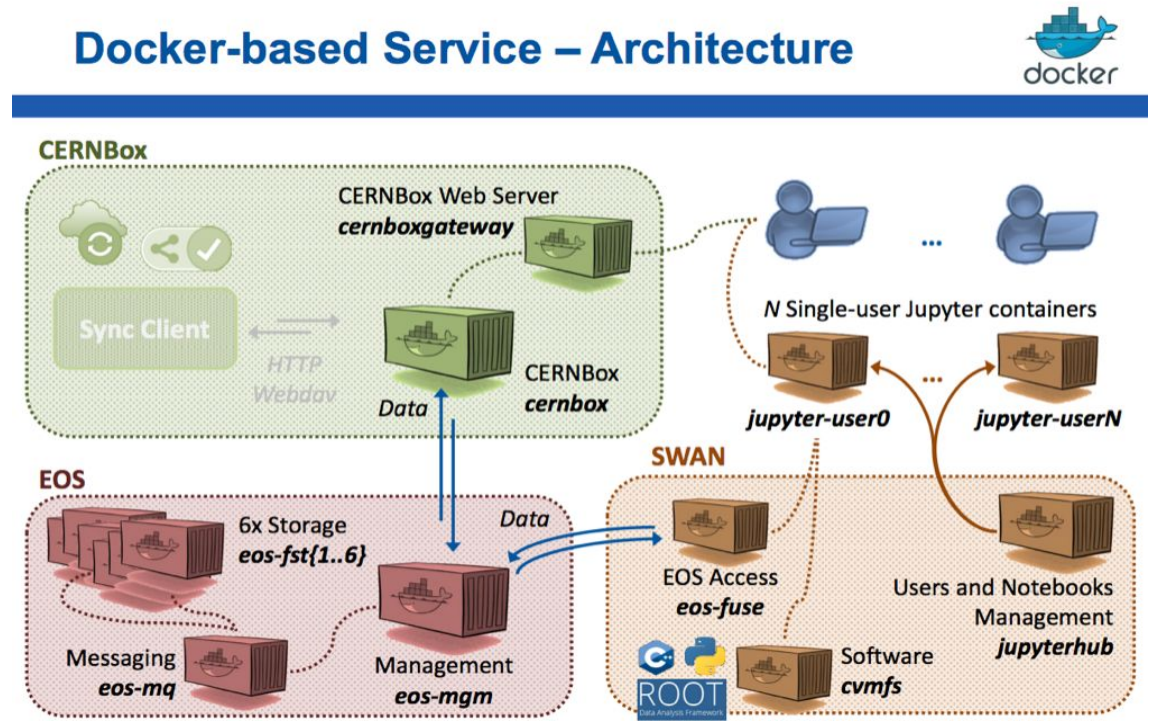 Docker-based Service – Architecture
docker
CERNBox
CERNBox Web Server
cernboxgateway
Sync Client
HTTP
Webdav
Data
CERNBox
cernbox
...
N Single-user Jupyter containers
...
jupyter-user0
jupyter-userN
EOS
6x Storage
eos-fst{1..6}
Data
Messaging
eos-mq
Management
eos-mgm
SWAN
EOS Access
eos-fuse
Users and Notebooks
Management
jupyterhub
C++
ROOT
Data Analysis Framework
Software
cvmfs